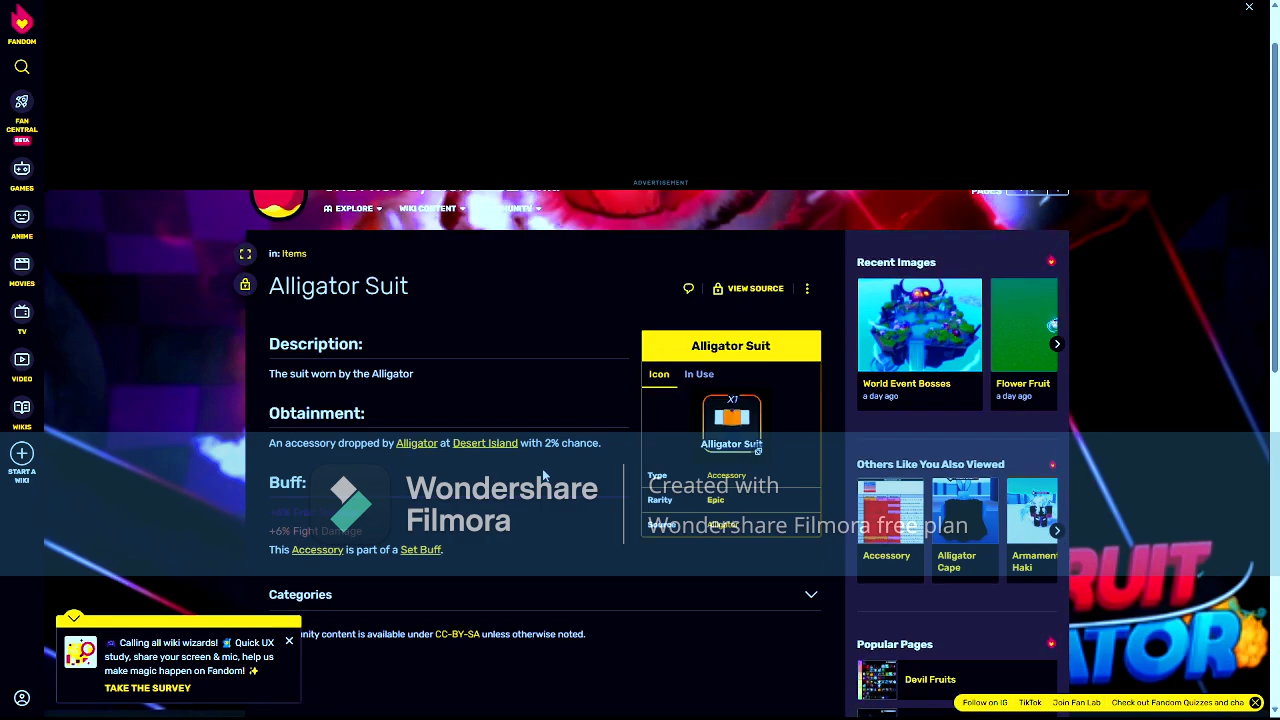 FANDOM
FAN
CENTRAL
BETA
GAMES
ANIME
MOVIES
TV
VIDEO
WIKIS
START A
WIKI
ADVERTISEMENT
PAGES
EXPLORE
WIKI CONTENT
in: Items
Alligator Suit
VIEW SOURCE
Description:
The suit worn by the Alligator
Obtainment:
An accessory dropped by Alligator at Desert Island with 2% chance.
Buff:
+6% Fight Damage
This Accessory is part of a Set Buff.
Alligator Suit
Icon
In Use
X1
Alligator Suit
Type
Accessory
Rarity
Epic
Source
Alligator
Wondershare
Filmora
Created with
Wondershare Filmora free plan
Categories
unity content is available under CC-BY-SA unless otherwise noted.
Calling all wiki wizards! Quick UX
study, share your screen & mic, help us
make magic happen on Fandom!
TAKE THE SURVEY
Recent Images
World Event Bosses
a day ago
Flower Fruit
a day ago
Others Like You Also Viewed
Accessory
Alligator
Cape
Armament
Haki
Popular Pages
Devil Fruits
Follow on IG
TikTok
Join Fan Lab
Check out Fandom Quizzes and cha
RUIT
ATOR